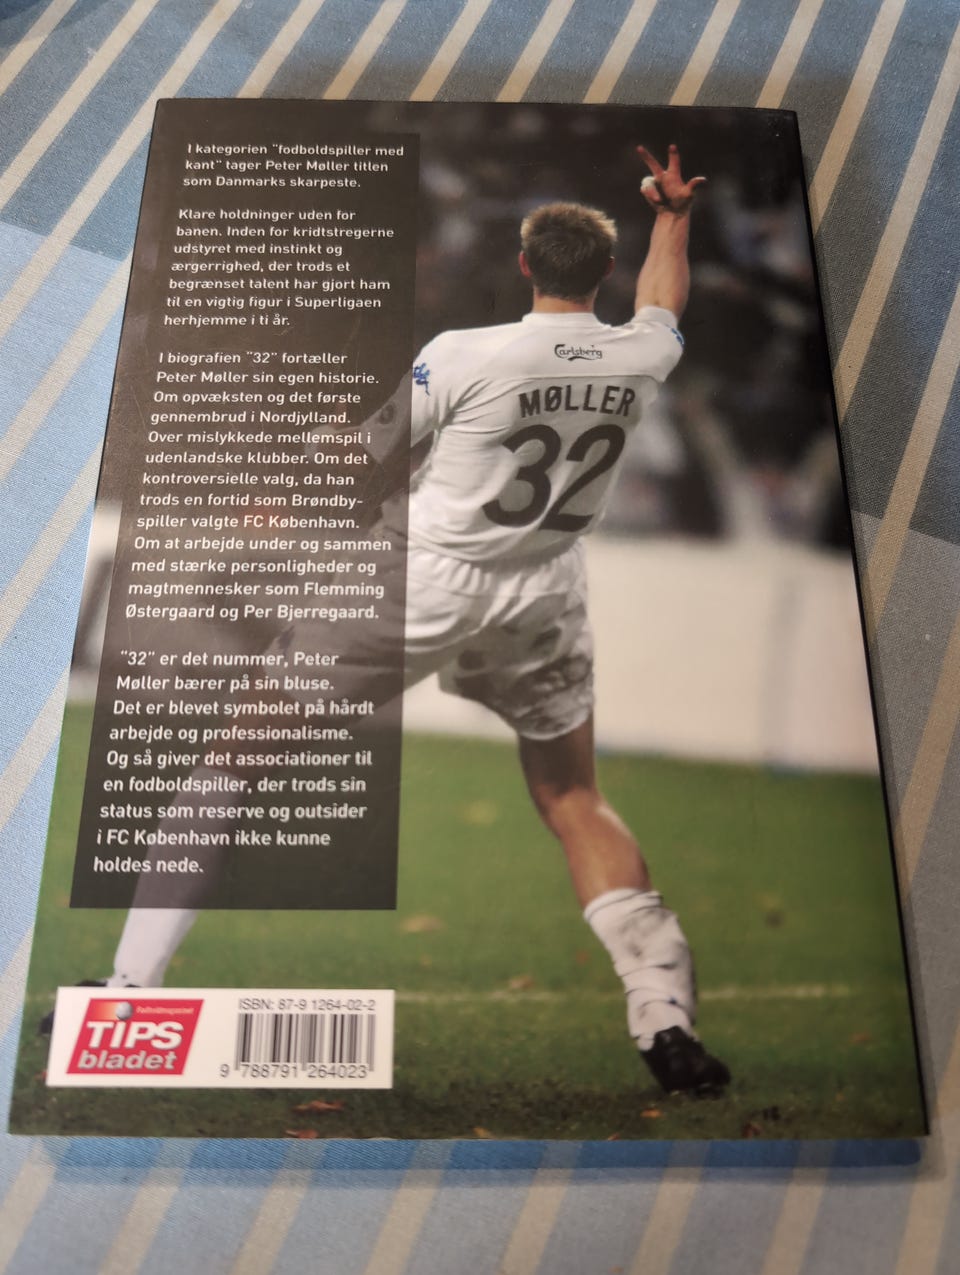 I kategorien "fodboldspiller med
kant" tager Peter Møller titlen
som Danmarks skarpeste.
Klare holdninger uden for
banen. Inden for kridtstregerne
udstyret med instinkt og
ærgerrighed, der trods et
begrænset talent har gjort ham
til en vigtig figur i Superligaen
herhjemme i ti år.
I biografien "32" fortæller
Peter Møller sin egen historie.
Om opvæksten og det første
gennembrud i Nordjylland.
Over mislykkede mellemspil i
udenlandske klubber. Om det
kontroversielle valg, da han
trods en fortid som Brøndby-
spiller valgte FC København.
Om at arbejde under og sammen
med stærke personligheder og
magtmennesker som Flemming
Østergaard og Per Bjerregaard.
"32" er det nummer, Peter
Møller bærer på sin bluse.
Det er blevet symbolet på hårdt
arbejde og professionalisme.
Og så giver det associationer til
en fodboldspiller, der trods sin
status som reserve og outsider
i FC København ikke kunne
holdes nede.
Carlsberg
MØLLER
32
TIPS
bladet
ISBN: 87-9 1264-02-2
9 788791 264023